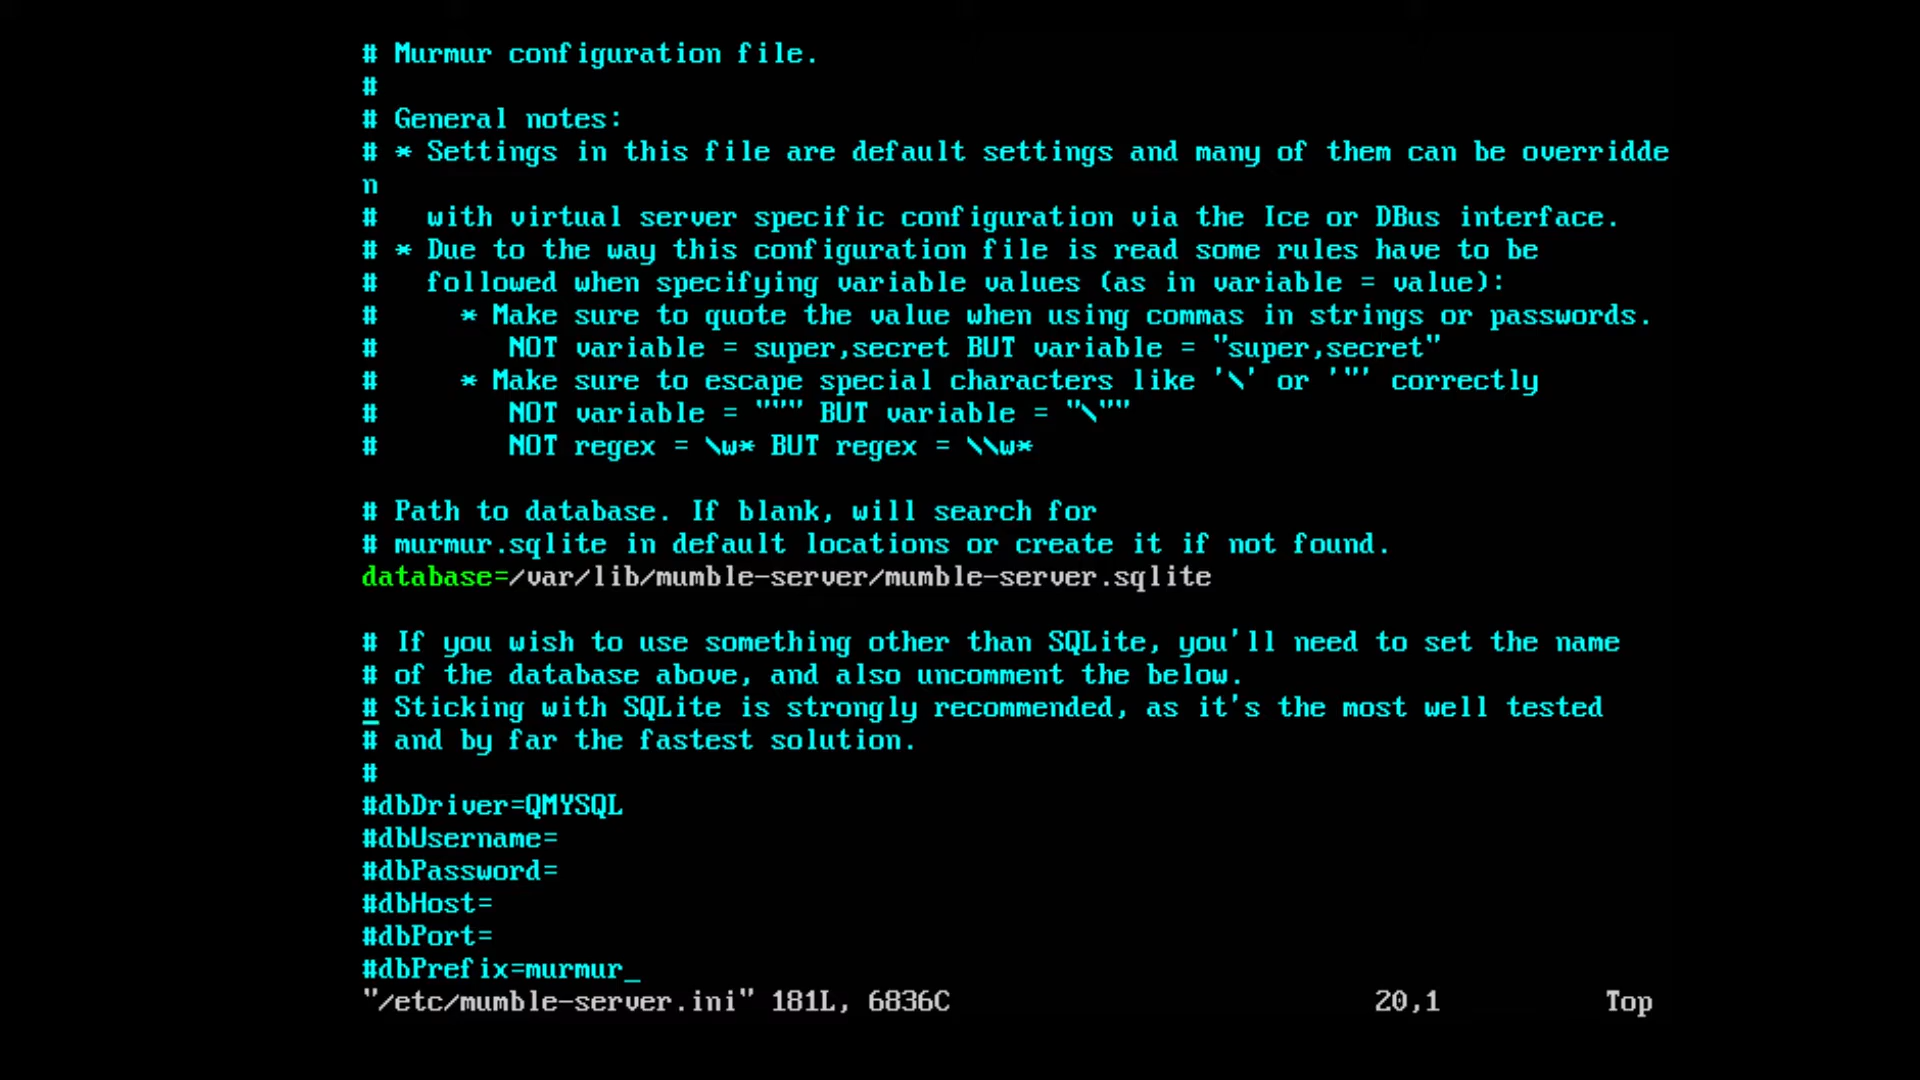 # Murmur configuration file.
#
# General notes:
# * Settings in this file are default settings and many of them can be overridde
n
#   with virtual server specific configuration via the Ice or DBus interface.
# * Due to the way this configuration file is read some rules have to be
#   followed when specifying variable values (as in variable = value):
#     * Make sure to quote the value when using commas in strings or passwords.
#        NOT variable = super,secret BUT variable = "super,secret"
#     * Make sure to escape special characters like '\' or '"' correctly
#        NOT variable = """ BUT variable = "\""
#        NOT regex = \w* BUT regex = \\w*
# Path to database. If blank, will search for
# murmur.sqlite in default locations or create it if not found.
database=/var/lib/mumble-server/mumble-server.sqlite
# If you wish to use something other than SQLite, you'll need to set the name
# of the database above, and also uncomment the below.
# Sticking with SQLite is strongly recommended, as it's the most well tested
# and by far the fastest solution.
#
#dbDriver=QMYSQL
#dbUsername=
#dbPassword=
#dbHost=
#dbPort=
#dbPrefix=murmur_
"/etc/mumble-server.ini" 181L, 6836C 20,1 Top